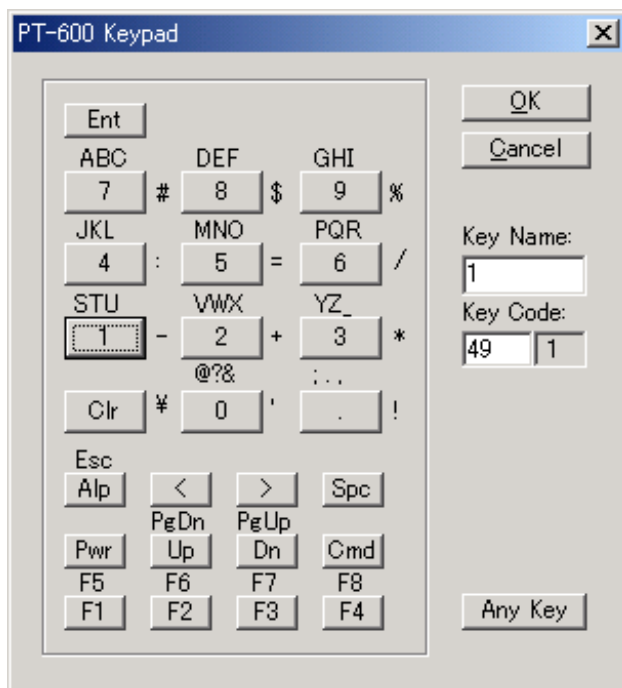 PT-600 Keypad
Ent
OK
ABC DEF GHI
7 # 8 $ 9 %
Cancel
JKL MNO PQR
4 : 5 = 6 /
Key Name:
1
STU VWX YZ_
1 - 2 + 3 *
Key Code:
49 1
@?& ;.,
Clr ¥ 0 ' . !
Esc
Alp < > Spc
PgDn PgUp
Pwr Up Dn Cmd
F5 F6 F7 F8
F1 F2 F3 F4
Any Key